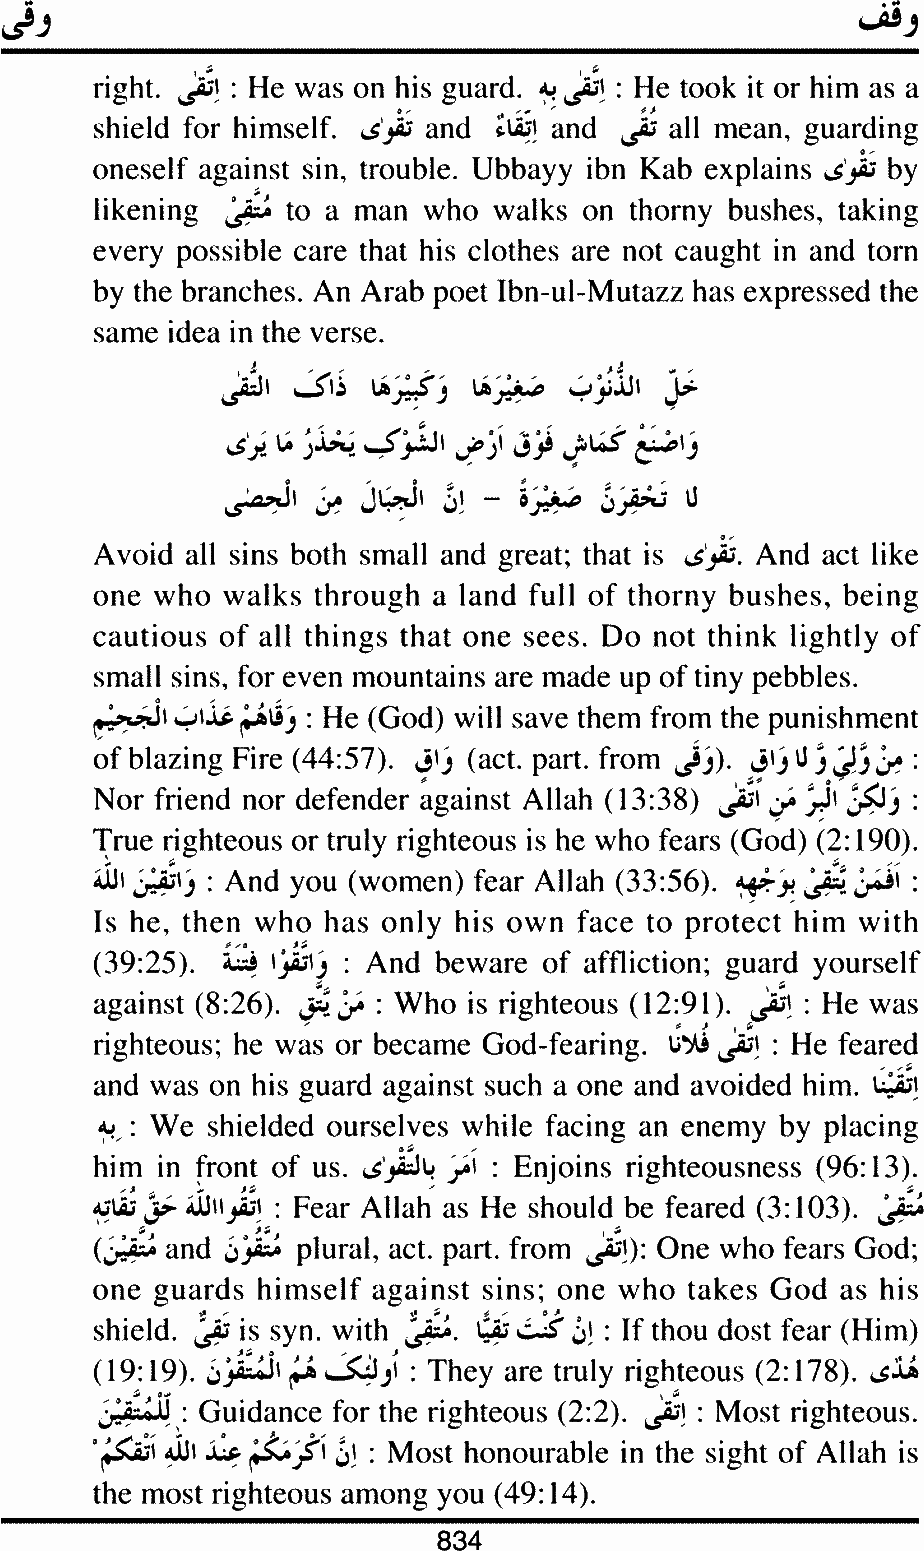 وقى وقف
right. اِتَّقٰى : He was on his guard. اِتَّقٰى بِهٖ : He took it or him as a
shield for himself. تَقْوٰى and اِتِّقَاءٌ and تُقًى all mean, guarding
oneself against sin, trouble. Ubbayy ibn Kab explains تَقْوٰى by
likening مُتَّقِىْ to a man who walks on thorny bushes, taking
every possible care that his clothes are not caught in and torn
by the branches. An Arab poet Ibn-ul-Mutazz has expressed the
same idea in the verse.
خَلِّ الذُّنُوْبَ صَغِيْرَهَا وَكَبِيْرَهَا ذَاكَ التُّقٰى
وَاصْنَعْ كَمَاشٍ فَوْقَ اَرْضِ الشَّوْكِ يَحْذَرُ مَا يَرٰى
لَا تَحْقِرَنَّ صَغِيْرَةً – اِنَّ الْجِبَالَ مِنَ الْحَصٰى
Avoid all sins both small and great; that is تَقْوٰى. And act like
one who walks through a land full of thorny bushes, being
cautious of all things that one sees. Do not think lightly of
small sins, for even mountains are made up of tiny pebbles.
وَقَاهُمْ عَذَابَ الْجَحِيْمِ : He (God) will save them from the punishment
of blazing Fire (44:57). وَاقٍ (act. part. from وَقٰى). مِنْ وَّلِيٍّ وَّ لَا وَاقٍ :
Nor friend nor defender against Allah (13:38) وَلٰكِنَّ الْبِرَّ مَنِ اتَّقٰى :
True righteous or truly righteous is he who fears (God) (2:190).
وَاتَّقِيْنَ اللّٰهَ : And you (women) fear Allah (33:56). اَفَمَنْ يَّتَّقِىْ بِوَجْهِهٖ :
Is he, then who has only his own face to protect him with
(39:25). وَاتَّقُوْا فِتْنَةً : And beware of affliction; guard yourself
against (8:26). مَنْ يَّتَّقِ : Who is righteous (12:91). اِتَّقٰى : He was
righteous; he was or became God-fearing. اِتَّقٰى فُلَانًا : He feared
and was on his guard against such a one and avoided him. اِتَّقَيْنَا
بِهٖ : We shielded ourselves while facing an enemy by placing
him in front of us. اَمَرَ بِالتَّقْوٰى : Enjoins righteousness (96:13).
اِتَّقُوا اللّٰهَ حَقَّ تُقَاتِهٖ : Fear Allah as He should be feared (3:103). مُتَّقِىْ
(مُتَّقِيْنَ and مُتَّقُوْنَ plural, act. part. from اِتَّقٰى): One who fears God;
one guards himself against sins; one who takes God as his
shield. تَقِىٌّ is syn. with مُتَّقِىٌّ. اِنْ كُنْتَ تَقِيًّا : If thou dost fear (Him)
(19:19). اُولٰئِكَ هُمُ الْمُتَّقُوْنَ : They are truly righteous (2:178). هُدًى
لِّلْمُتَّقِيْنَ : Guidance for the righteous (2:2). اَتْقٰى : Most righteous.
اِنَّ اَكْرَمَكُمْ عِنْدَ اللّٰهِ اَتْقٰكُمْ : Most honourable in the sight of Allah is
the most righteous among you (49:14).
834